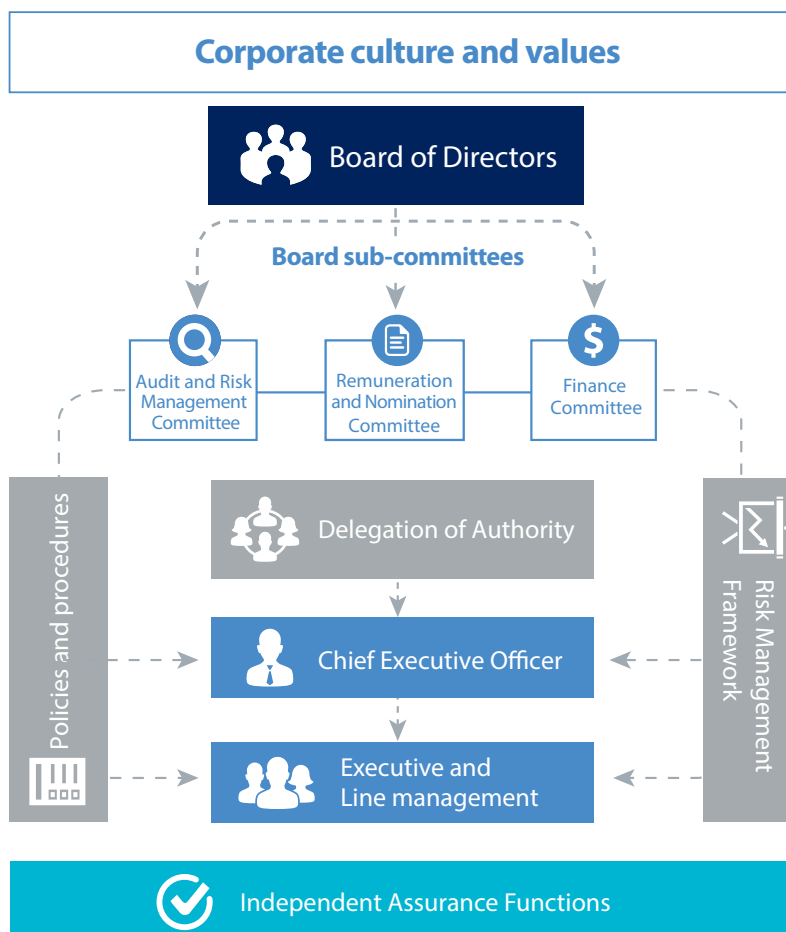 Corporate culture and values
Board of Directors
Board sub-committees
Audit and Risk
Management
Committee
Remuneration
and Nomination
Committee
$
Finance
Committee
Policies and procedures
Delegation of Authority
Risk Management
Framework
Chief Executive Officer
Executive and
Line management
Independent Assurance Functions